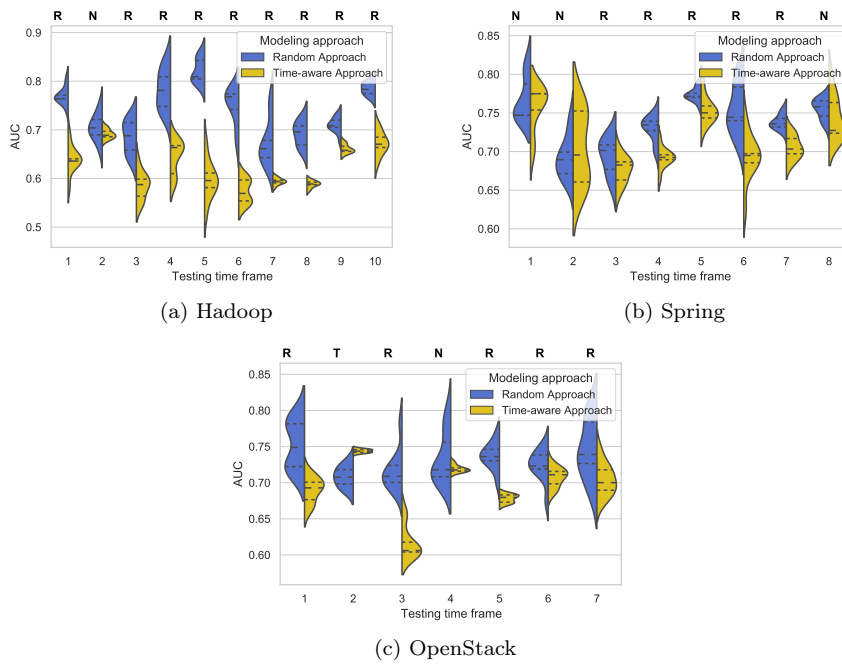 R N R R R R R R R R
0.9
0.8
0.7
0.6
0.5
AUC
Modeling approach
Random Approach
Time-aware Approach
1 2 3 4 5 6 7 8 9 10
Testing time frame
(a) Hadoop
N N R R R R R N
0.85
0.80
0.75
0.70
0.65
0.60
AUC
Modeling approach
Random Approach
Time-aware Approach
1 2 3 4 5 6 7 8
Testing time frame
(b) Spring
R T R N R R R
0.85
0.80
0.75
0.70
0.65
0.60
AUC
Modeling approach
Random Approach
Time-aware Approach
1 2 3 4 5 6 7
Testing time frame
(c) OpenStack